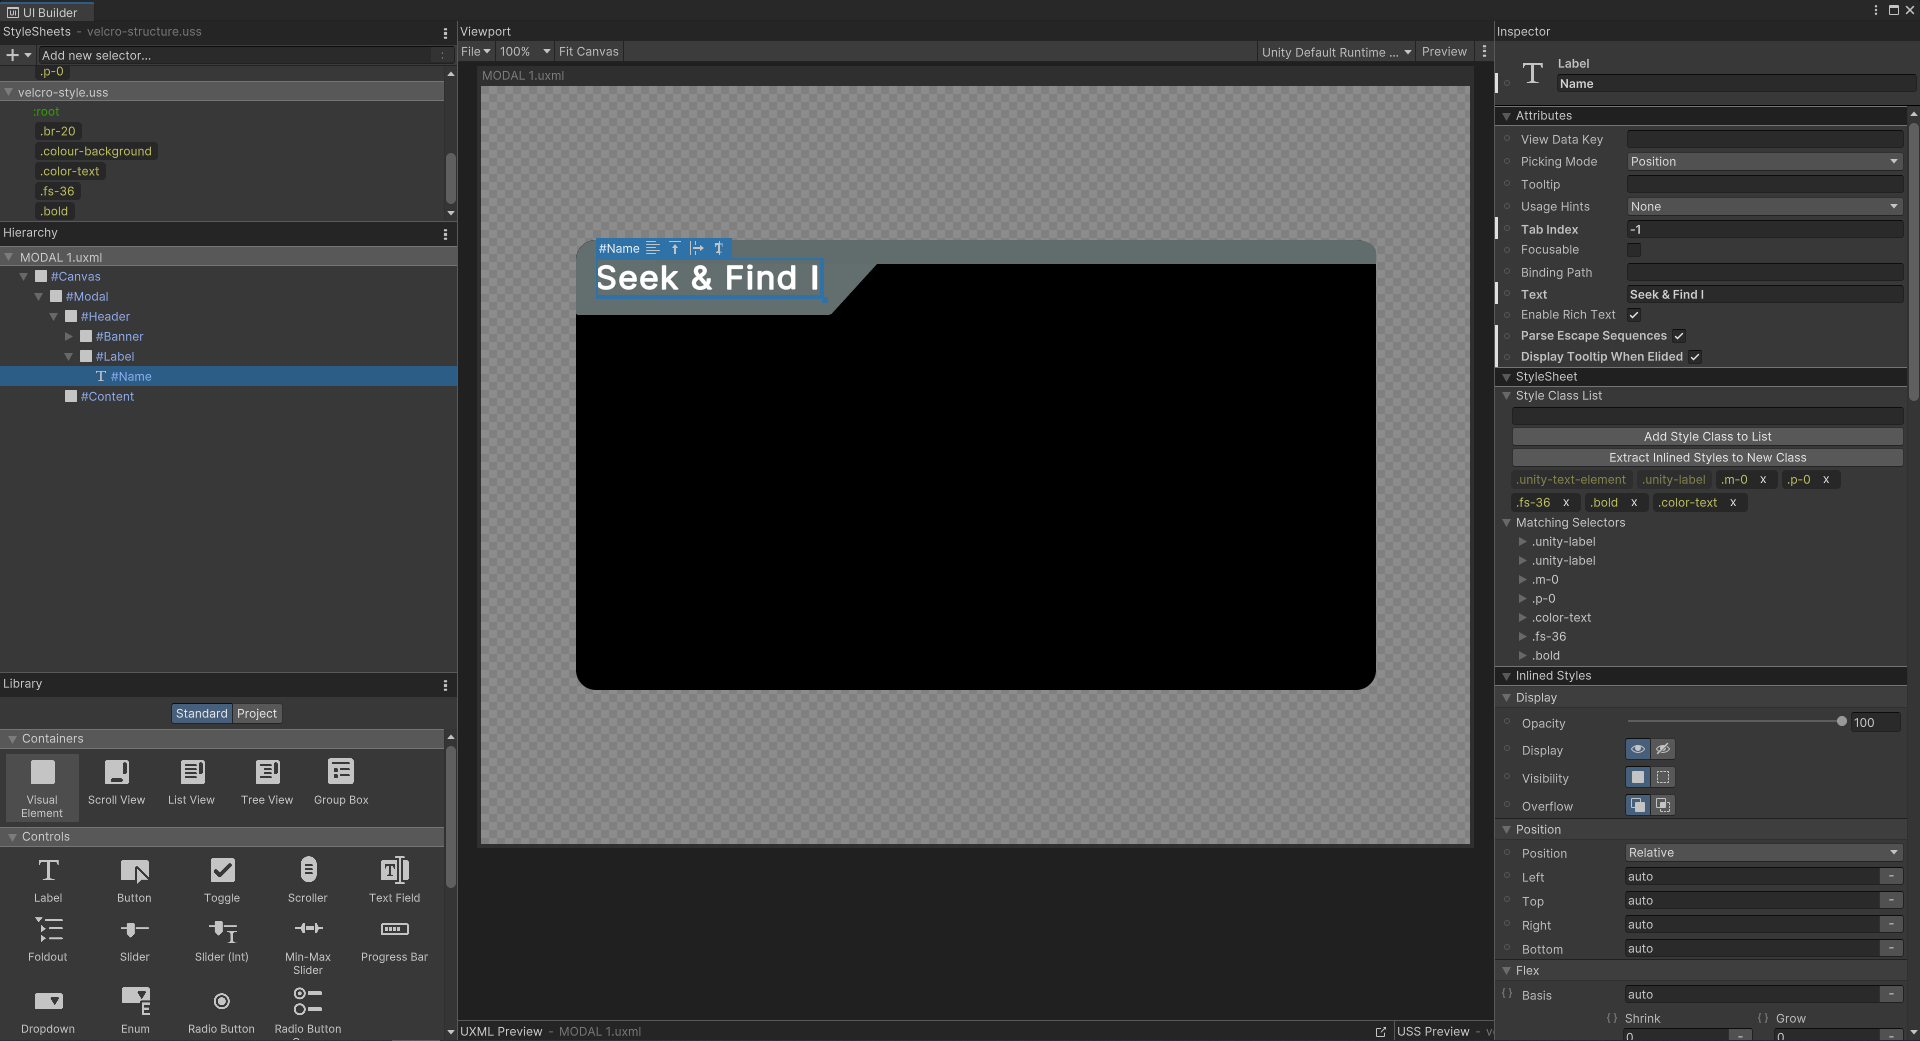 UI Builder
StyleSheets - velcro-structure.uss
Add new selector...
.p-0
velcro-style.uss
:root
.br-20
.colour-background
.color-text
.fs-36
.bold
Hierarchy
MODAL 1.uxml
#Canvas
#Modal
#Header
#Banner
#Label
#Name
#Content
Library
Standard Project
Containers
Visual Element
Scroll View
List View
Tree View
Group Box
Controls
Label
Button
Toggle
Scroller
Text Field
Foldout
Slider
Slider (Int)
Min-Max Slider
Progress Bar
Dropdown
Enum
Radio Button
Radio Button
Viewport
File 100% Fit Canvas
Unity Default Runtime ... Preview
MODAL 1.uxml
#Name
Seek & Find I
UXML Preview - MODAL 1.uxml
USS Preview -
Inspector
Label
Name
Attributes
View Data Key
Picking Mode Position
Tooltip
Usage Hints None
Tab Index -1
Focusable
Binding Path
Text Seek & Find I
Enable Rich Text
Parse Escape Sequences
Display Tooltip When Elided
StyleSheet
Style Class List
Add Style Class to List
Extract Inlined Styles to New Class
.unity-text-element .unity-label .m-0 x .p-0 x
.fs-36 x .bold x .color-text x
Matching Selectors
.unity-label
.unity-label
.m-0
.p-0
.color-text
.fs-36
.bold
Inlined Styles
Display
Opacity 100
Display
Visibility
Overflow
Position
Position Relative
Left auto
Top auto
Right auto
Bottom auto
Flex
Basis auto
Shrink Grow
0 0